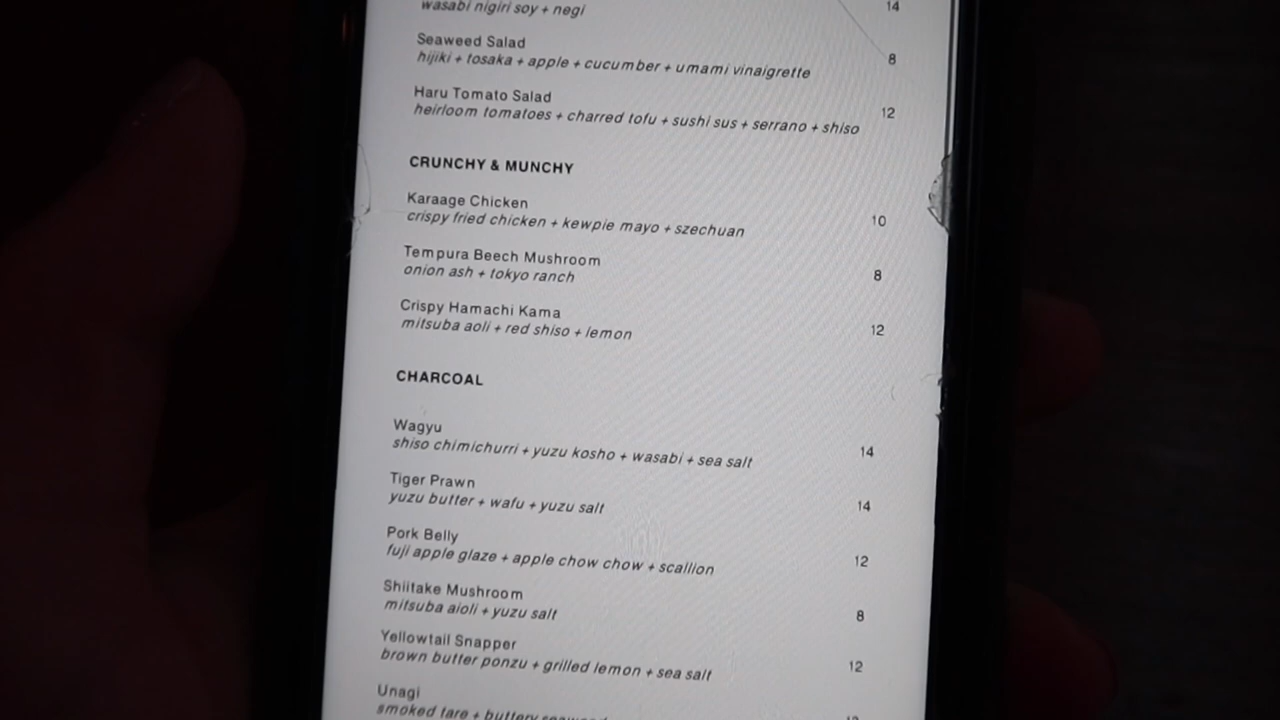 wasabi nigiri soy + negi 14
Seaweed Salad
hijiki + tosaka + apple + cucumber + umami vinaigrette 8
Haru Tomato Salad
heirloom tomatoes + charred tofu + sushi sus + serrano + shiso 12
CRUNCHY & MUNCHY
Karaage Chicken
crispy fried chicken + kewpie mayo + szechuan 10
Tempura Beech Mushroom
onion ash + tokyo ranch 8
Crispy Hamachi Kama
mitsuba aoli + red shiso + lemon 12
CHARCOAL
Wagyu
shiso chimichurri + yuzu kosho + wasabi + sea salt 14
Tiger Prawn
yuzu butter + wafu + yuzu salt 14
Pork Belly
fuji apple glaze + apple chow chow + scallion 12
Shiitake Mushroom
mitsuba aioli + yuzu salt 8
Yellowtail Snapper
brown butter ponzu + grilled lemon + sea salt 12
Unagi
smoked tare + buttery